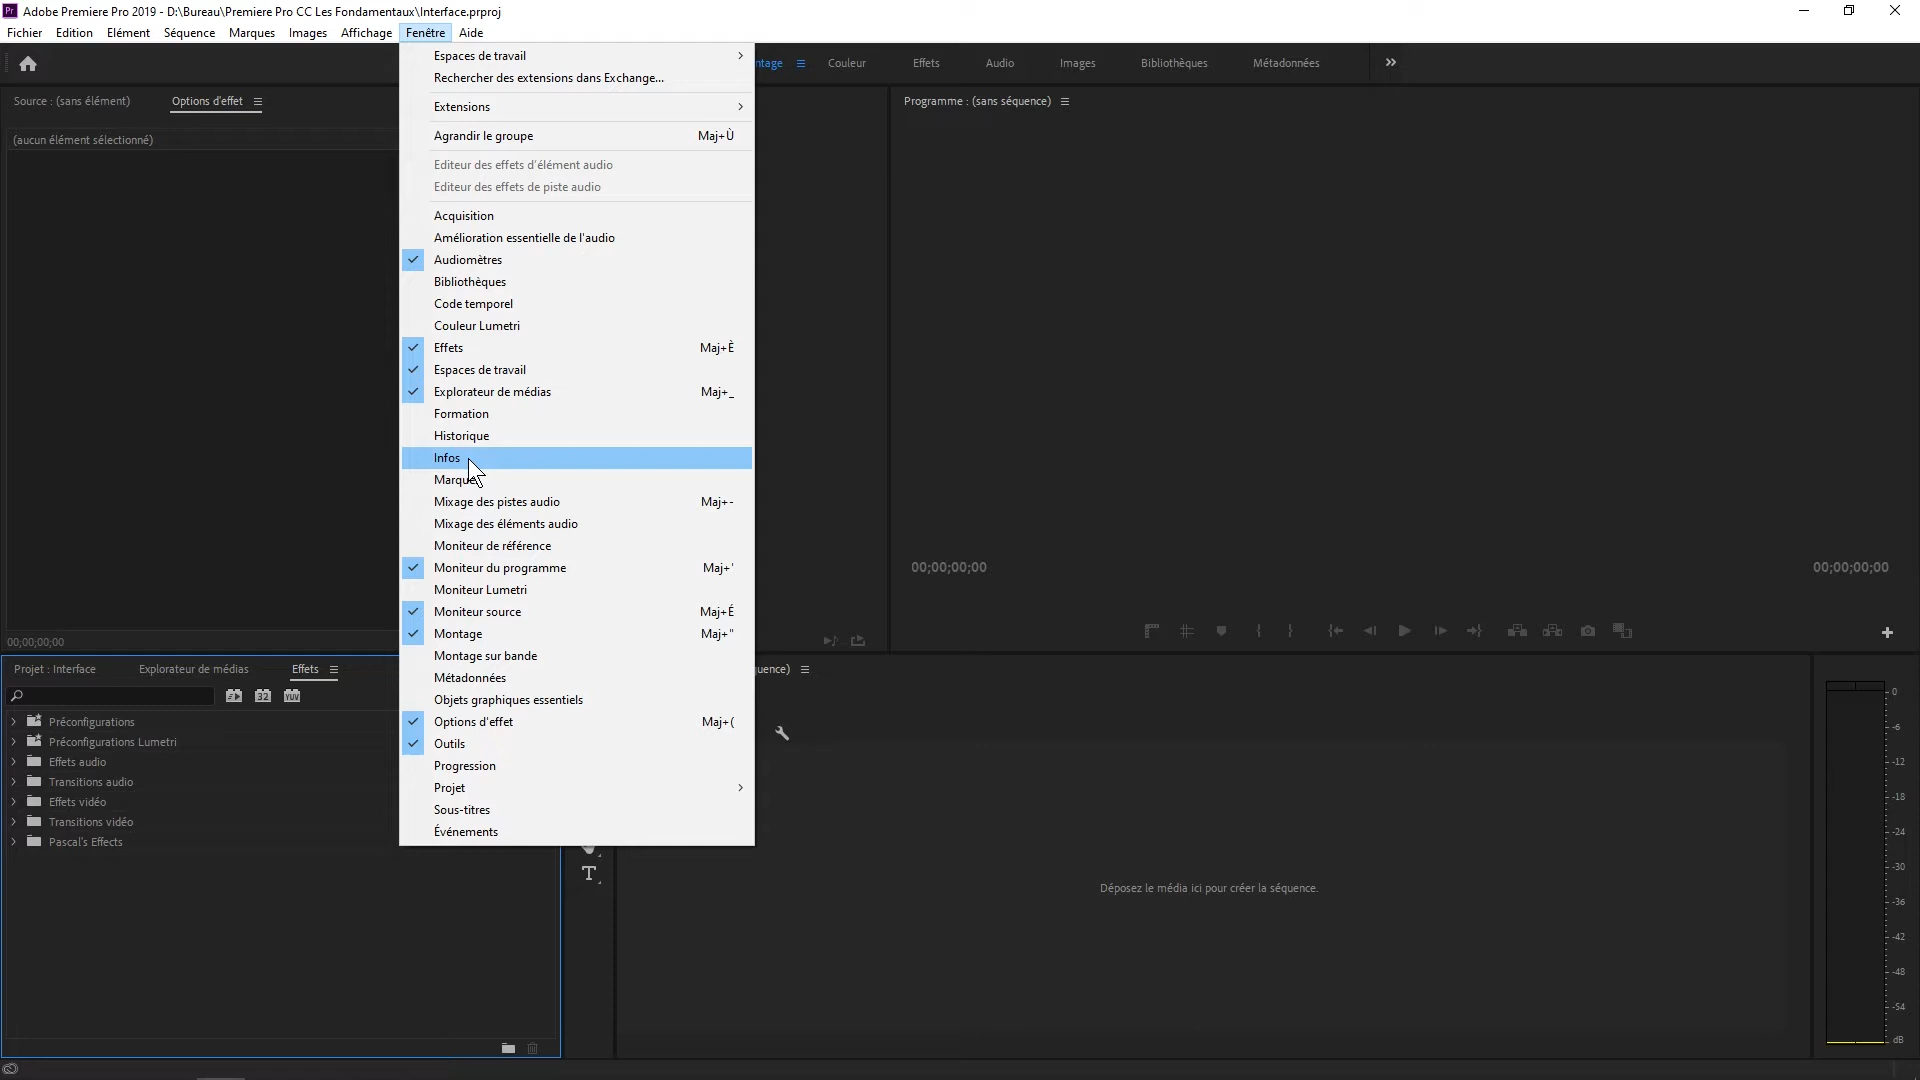 Adobe Premiere Pro 2019 - D:\Bureau\Premiere Pro CC Les Fondamentaux\Interface.prproj
Fichier Edition Elément Séquence Marques Images Affichage Fenêtre Aide
ntage Couleur Effets Audio Images Bibliothèques Métadonnées
Source : (sans élément) Options d'effet
(aucun élément sélectionné)
00;00;00;00
Espaces de travail
Rechercher des extensions dans Exchange...
Extensions
Agrandir le groupe Maj+Ù
Editeur des effets d'élément audio
Editeur des effets de piste audio
Acquisition
Amélioration essentielle de l'audio
Audiomètres
Bibliothèques
Code temporel
Couleur Lumetri
Effets Maj+È
Espaces de travail
Explorateur de médias Maj+_
Formation
Historique
Infos
Marque
Mixage des pistes audio Maj+-
Mixage des éléments audio
Moniteur de référence
Moniteur du programme Maj+'
Moniteur Lumetri
Moniteur source Maj+É
Montage Maj+"
Montage sur bande
Métadonnées
Objets graphiques essentiels
Options d'effet Maj+(
Outils
Progression
Projet
Sous-titres
Événements
Programme : (sans séquence)
00;00;00;00 00;00;00;00
Projet : Interface Explorateur de médias Effets
32 YUV
Préconfigurations
Préconfigurations Lumetri
Effets audio
Transitions audio
Effets vidéo
Transitions vidéo
Pascal's Effects
T
uence)
Déposez le média ici pour créer la séquence.
0
-6
-12
-18
-24
-30
-36
-42
-48
-54
dB